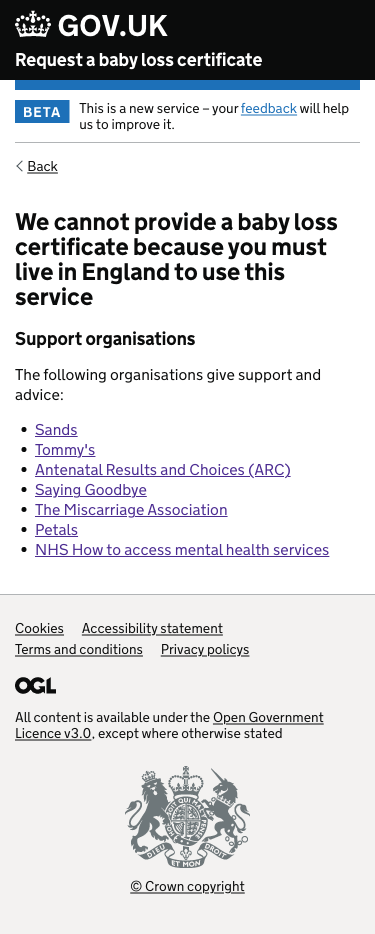 GOV.UK
Request a baby loss certificate
BETA
This is a new service – your feedback will help
us to improve it.
Back
We cannot provide a baby loss
certificate because you must
live in England to use this
service
Support organisations
The following organisations give support and
advice:
Sands
Tommy's
Antenatal Results and Choices (ARC)
Saying Goodbye
The Miscarriage Association
Petals
NHS How to access mental health services
Cookies Accessibility statement
Terms and conditions Privacy policys
OGL
All content is available under the Open Government
Licence v3.0, except where otherwise stated
DIEU ET MON DROIT
© Crown copyright